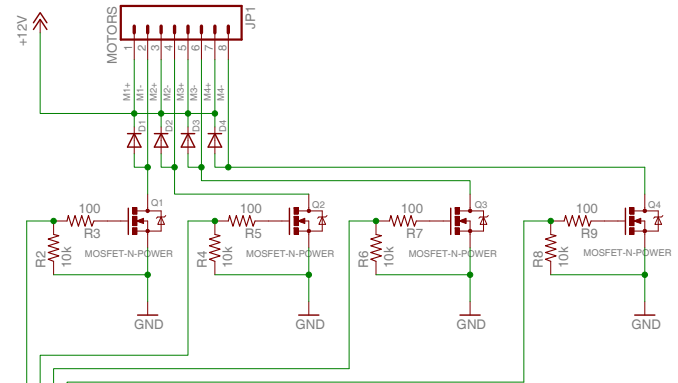 +12V
MOTORS
JP1
1
2
3
4
5
6
7
8
M1+
M1-
M2+
M2-
M3+
M3-
M4+
M4-
D1
D2
D3
D4
Q1
Q2
Q3
Q4
100
100
100
100
R3
R5
R7
R9
R2
10k
R4
10k
R6
10k
R8
10k
MOSFET-N-POWER
MOSFET-N-POWER
MOSFET-N-POWER
MOSFET-N-POWER
GND
GND
GND
GND